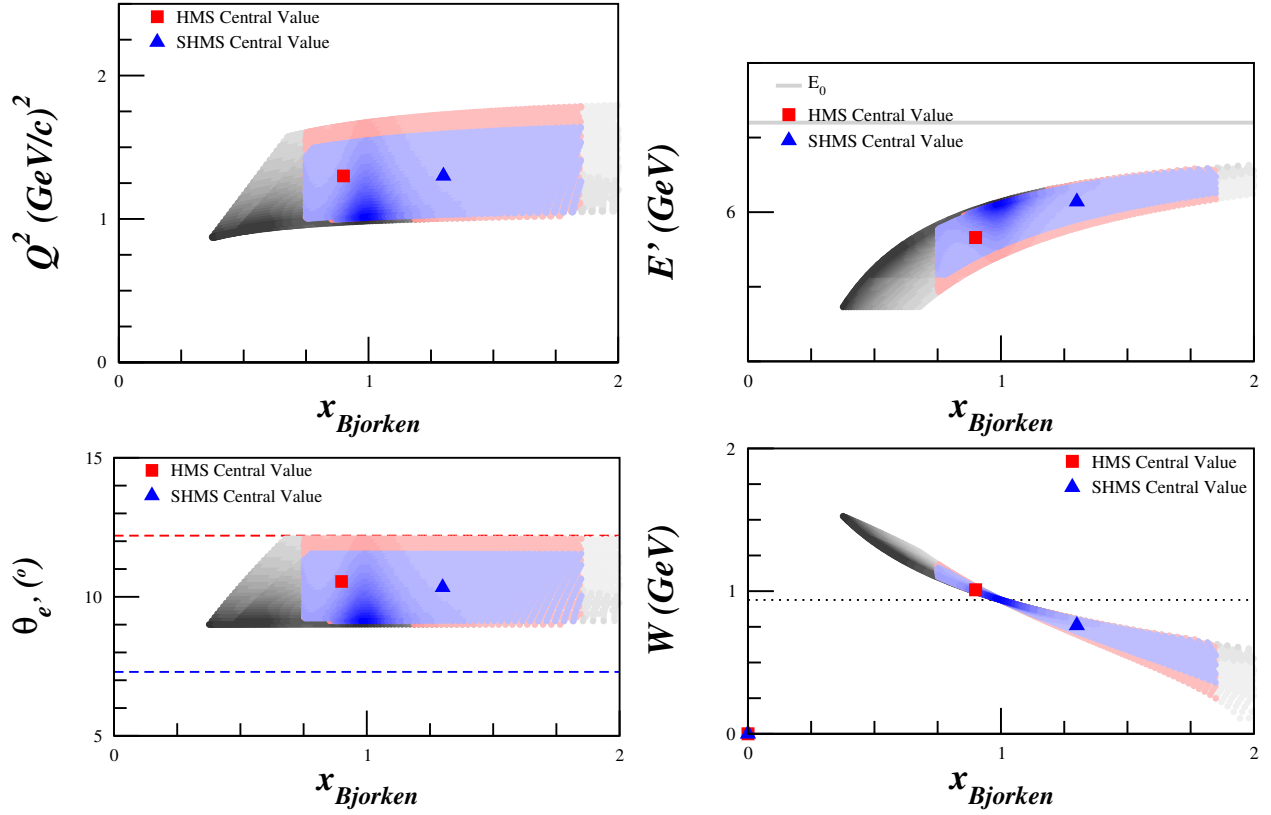 HMS Central Value
SHMS Central Value
2
1
0
Q² (GeV/c)²
0
1
2
x_Bjorken
E₀
HMS Central Value
SHMS Central Value
6
E’ (GeV)
0
1
2
x_Bjorken
HMS Central Value
SHMS Central Value
15
10
5
θ_e’, (°)
0
1
2
x_Bjorken
HMS Central Value
SHMS Central Value
2
1
0
W (GeV)
0
1
2
x_Bjorken